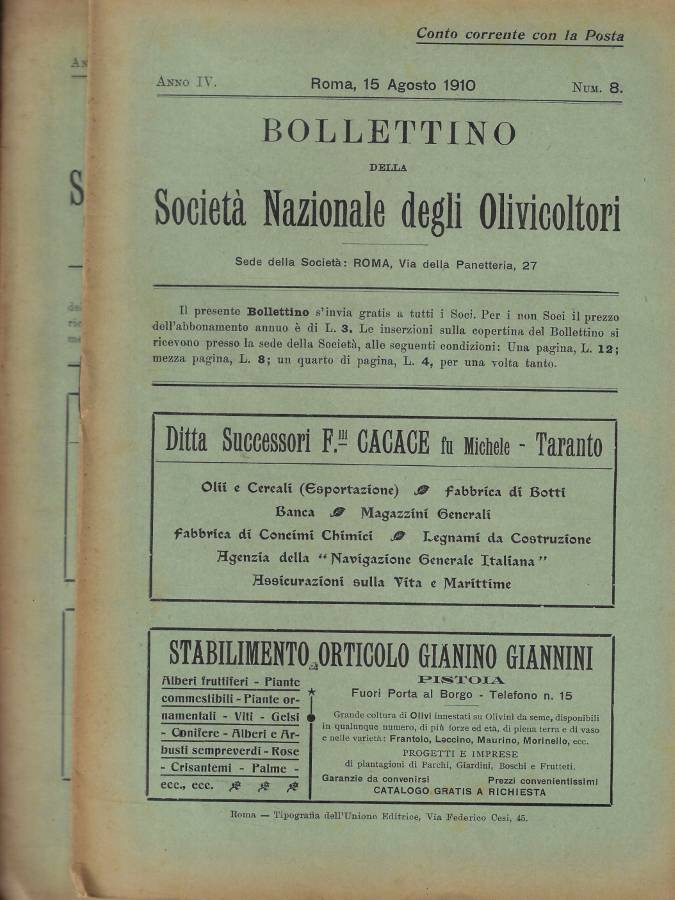 Conto corrente con la Posta
Anno IV.
Roma, 15 Agosto 1910
Num. 8.
BOLLETTINO
DELLA
Società Nazionale degli Olivicoltori
Sede della Società: ROMA, Via della Panetteria, 27
Il presente Bollettino s'invia gratis a tutti i Soci. Per i non Soci il prezzo
dell'abbonamento annuo è di L. 3. Le inserzioni sulla copertina del Bollettino si
ricevono presso la sede della Società, alle seguenti condizioni: Una pagina, L. 12;
mezza pagina, L. 8; un quarto di pagina, L. 4, per una volta tanto.
Ditta Successori F.lli CACACE fu Michele - Taranto
Olii e Cereali (Esportazione) Fabbrica di Botti
Banca Magazzini Generali
Fabbrica di Concimi Chimici Legnami da Costruzione
Agenzia della "Navigazione Generale Italiana"
Assicurazioni sulla Vita e Marittime
STABILIMENTO ORTICOLO GIANINO GIANNINI
Alberi fruttiferi - Piante
commestibili - Piante or-
namentali - Viti - Gelsi
- Conifere - Alberi e Ar-
busti sempreverdi - Rose
- Crisantemi - Palme -
ecc., ecc.
PISTOIA
Fuori Porta al Borgo - Telefono n. 15
Grande coltura di Olivi innestati su Olivini da seme, disponibili
in qualunque numero, di più forze ed età, di piena terra e di vaso
e nelle varietà: Frantoio, Leccino, Maurino, Morinello, ecc.
PROGETTI E IMPRESE
di plantagioni di Parchi, Giardini, Boschi e Frutteti.
Garanzie da convenirsi Prezzi convenientissimi
CATALOGO GRATIS A RICHIESTA
Roma — Tipografia dell'Unione Editrice, Via Federico Cesi, 45.